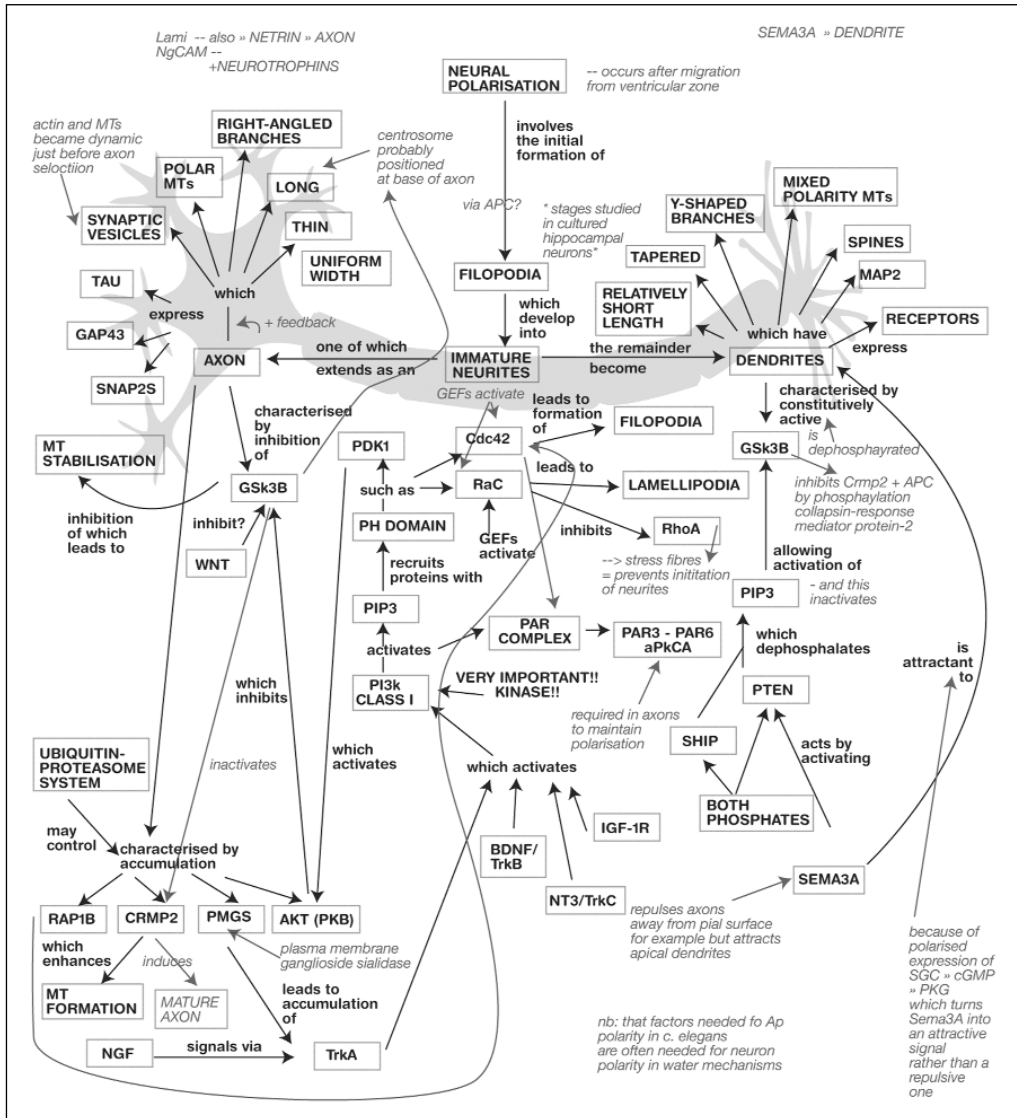 Lami -- also » NETRIN » AXON
NgCAM --
+NEUROTROPHINS
SEMA3A » DENDRITE
NEURAL
POLARISATION
-- occurs after migration
from ventricular zone
actin and MTs
became dynamic
just before axon
seloctiion
RIGHT-ANGLED
BRANCHES
centrosome
probably
positioned
at base of axon
involves
the initial
formation of
POLAR
MTs
LONG
SYNAPTIC
VESICLES
THIN
UNIFORM
WIDTH
via APC?
* stages studied
in cultured
hippocampal
neurons*
MIXED
POLARITY MTs
Y-SHAPED
BRANCHES
SPINES
TAPERED
MAP2
TAU
which
express
FILOPODIA
RELATIVELY
SHORT
LENGTH
RECEPTORS
GAP43
+ feedback
which
develop
into
which have
express
AXON
one of which
extends as an
IMMATURE
NEURITES
the remainder
become
DENDRITES
SNAP2S
GEFs activate
characterised
by
inhibition
of
leads to
formation
of
characterised by
constitutively
active
is
dephosphayrated
PDK1
Cdc42
FILOPODIA
MT
STABILISATION
GSk3B
GSk3B
such as
RaC
leads to
LAMELLIPODIA
inhibits Crmp2 + APC
by phosphaylation
collapsin-response
mediator protein-2
inhibition
of which
leads to
inhibit?
PH DOMAIN
GEFs
activate
inhibits
RhoA
WNT
recruits
proteins with
--> stress fibres
= prevents inititation
of neurites
allowing
activation of
PIP3
PIP3
- and this
inactivates
activates
PAR
COMPLEX
PAR3 - PAR6
aPkCA
which
dephosphalates
is
attractant
to
which
inhibits
PI3k
CLASS I
VERY IMPORTANT!!
KINASE!!
PTEN
required in axons
to maintain
polarisation
SHIP
UBIQUITIN-
PROTEASOME
SYSTEM
inactivates
which
activates
which activates
acts by
activating
BOTH
PHOSPHATES
may
control
IGF-1R
BDNF/
TrkB
characterised by
accumulation
SEMA3A
NT3/TrkC
RAP1B
CRMP2
PMGS
AKT (PKB)
repulses axons
away from pial surface
for example but attracts
apical dendrites
which
enhances
induces
plasma membrane
ganglioside sialidase
because of
polarised
expression of
SGC » cGMP
» PKG
which turns
Sema3A into
an attractive
signal
rather than a
repulsive
one
MT
FORMATION
MATURE
AXON
leads to
accumulation
of
nb: that factors needed fo Ap
polarity in c. elegans
are often needed for neuron
polarity in water mechanisms
NGF
signals via
TrkA